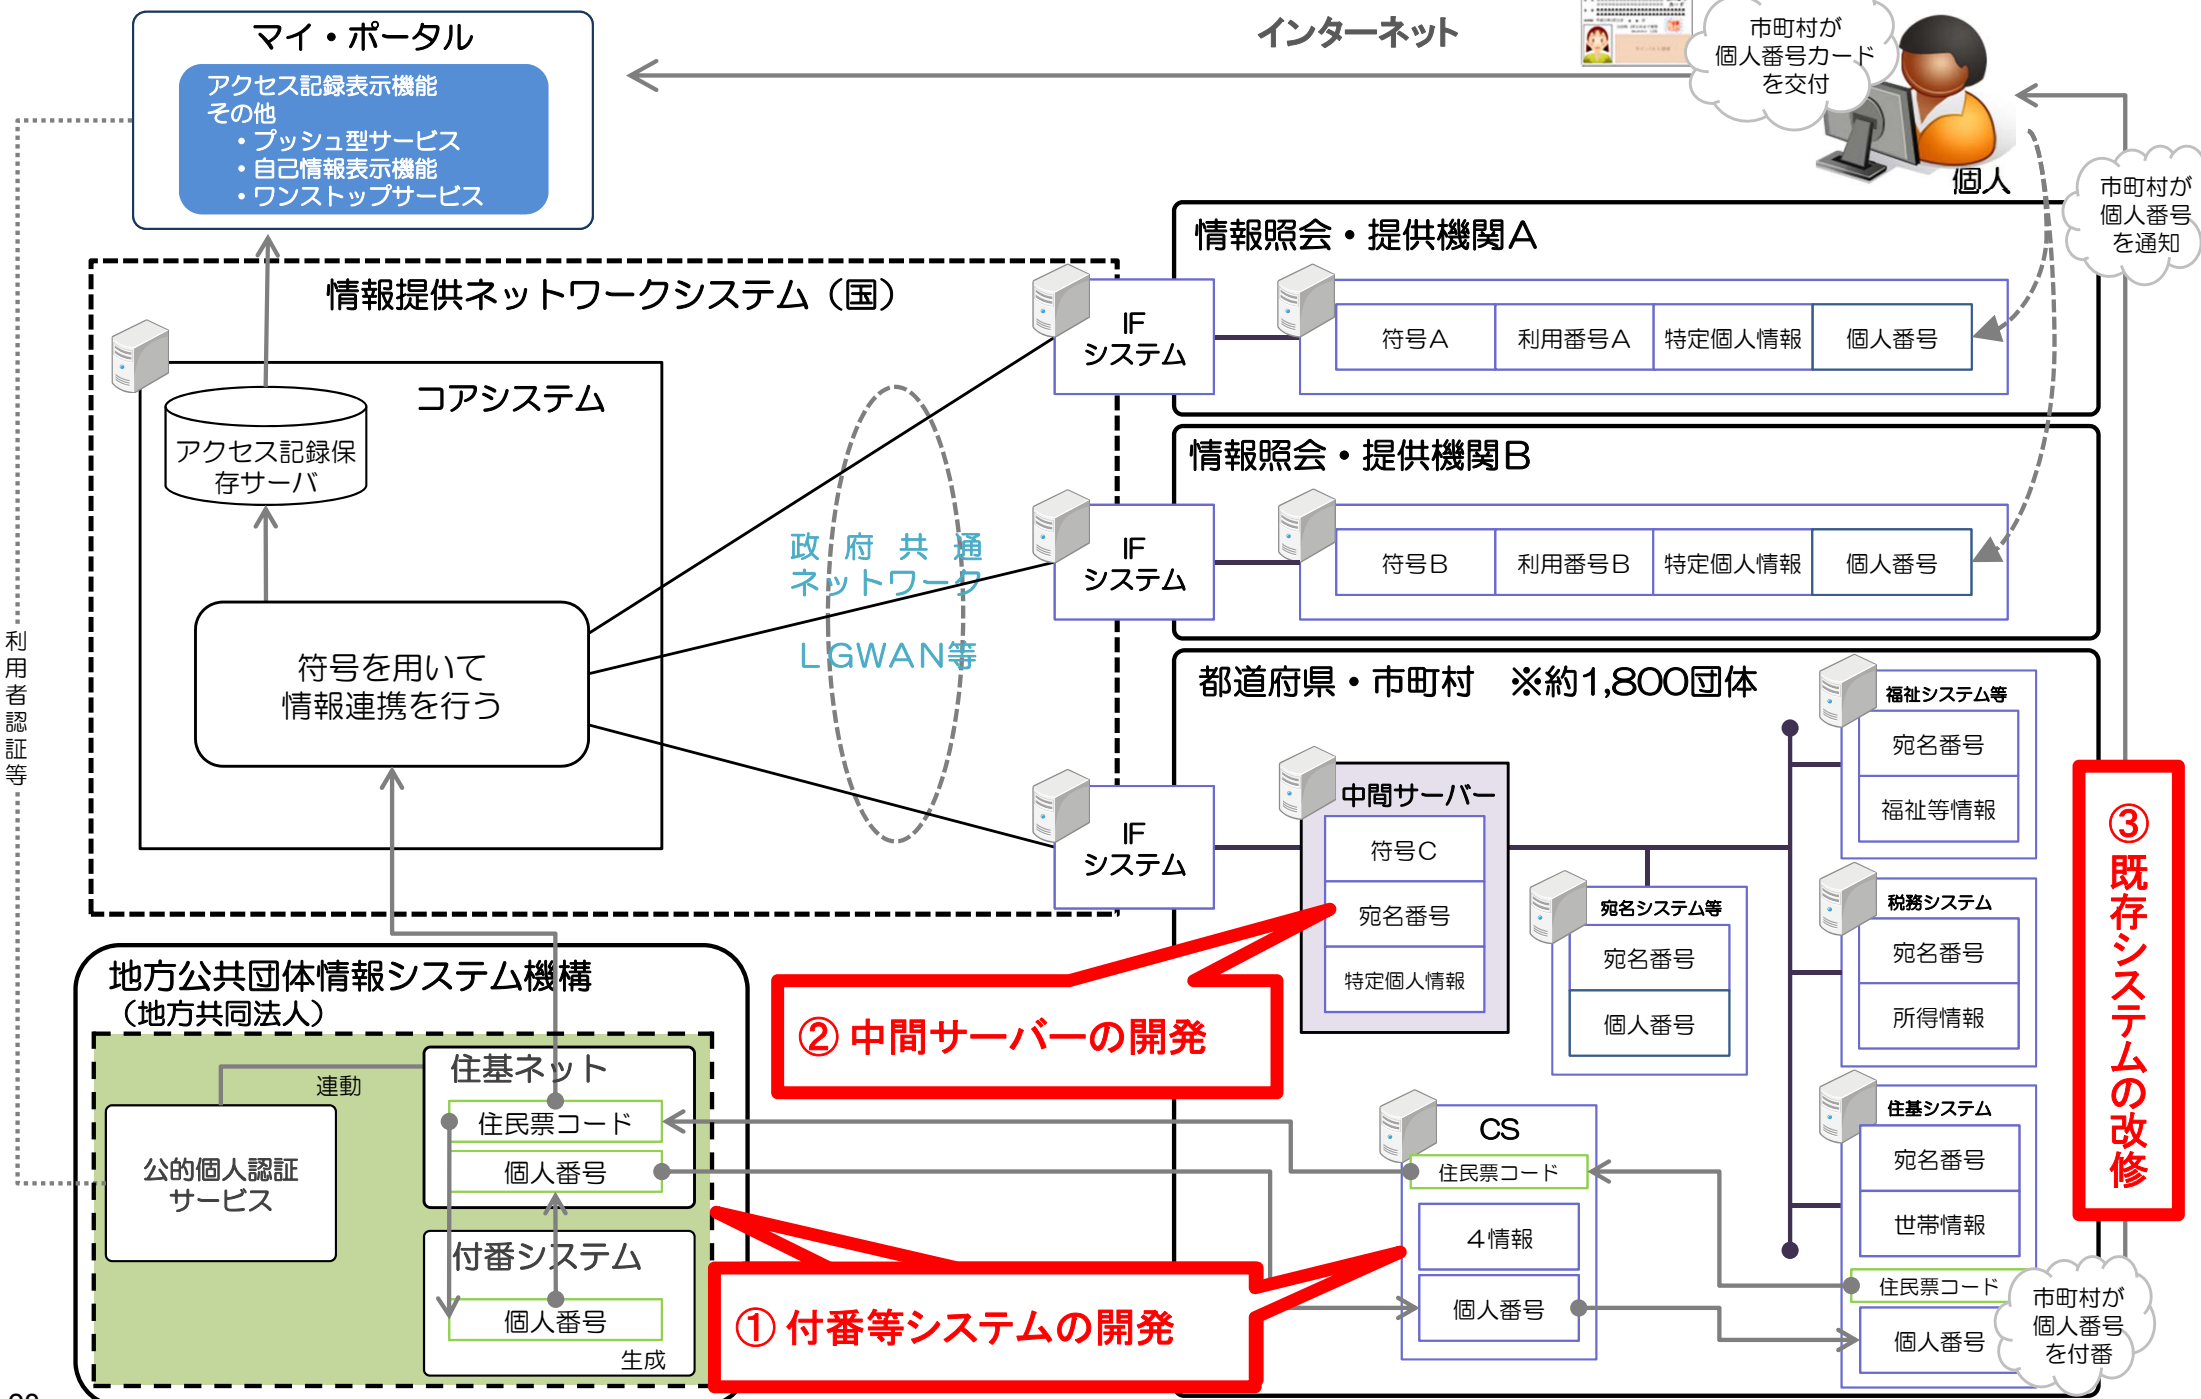 マイ・ポータル
アクセス記録表示機能
その他
・プッシュ型サービス
・自己情報表示機能
・ワンストップサービス
インターネット
市町村が
個人番号カード
を交付
個人
市町村が
個人番号
を通知
利用者認証等
情報提供ネットワークシステム（国）
コアシステム
アクセス記録保
存サーバ
符号を用いて
情報連携を行う
政府共通
ネットワーク
ＬＧＷＡＮ等
IF
システム
IF
システム
IF
システム
情報照会・提供機関Ａ
符号Ａ
利用番号Ａ
特定個人情報
個人番号
情報照会・提供機関Ｂ
符号Ｂ
利用番号Ｂ
特定個人情報
個人番号
都道府県・市町村　※約1,800団体
中間サーバー
符号Ｃ
宛名番号
特定個人情報
宛名システム等
宛名番号
個人番号
福祉システム等
宛名番号
福祉等情報
税務システム
宛名番号
所得情報
住基システム
宛名番号
世帯情報
住民票コード
個人番号
市町村が
個人番号
を付番
CS
住民票コード
４情報
個人番号
③既存システムの改修
② 中間サーバーの開発
① 付番等システムの開発
地方公共団体情報システム機構
（地方共同法人）
連動
公的個人認証
サービス
住基ネット
住民票コード
個人番号
付番システム
個人番号
生成